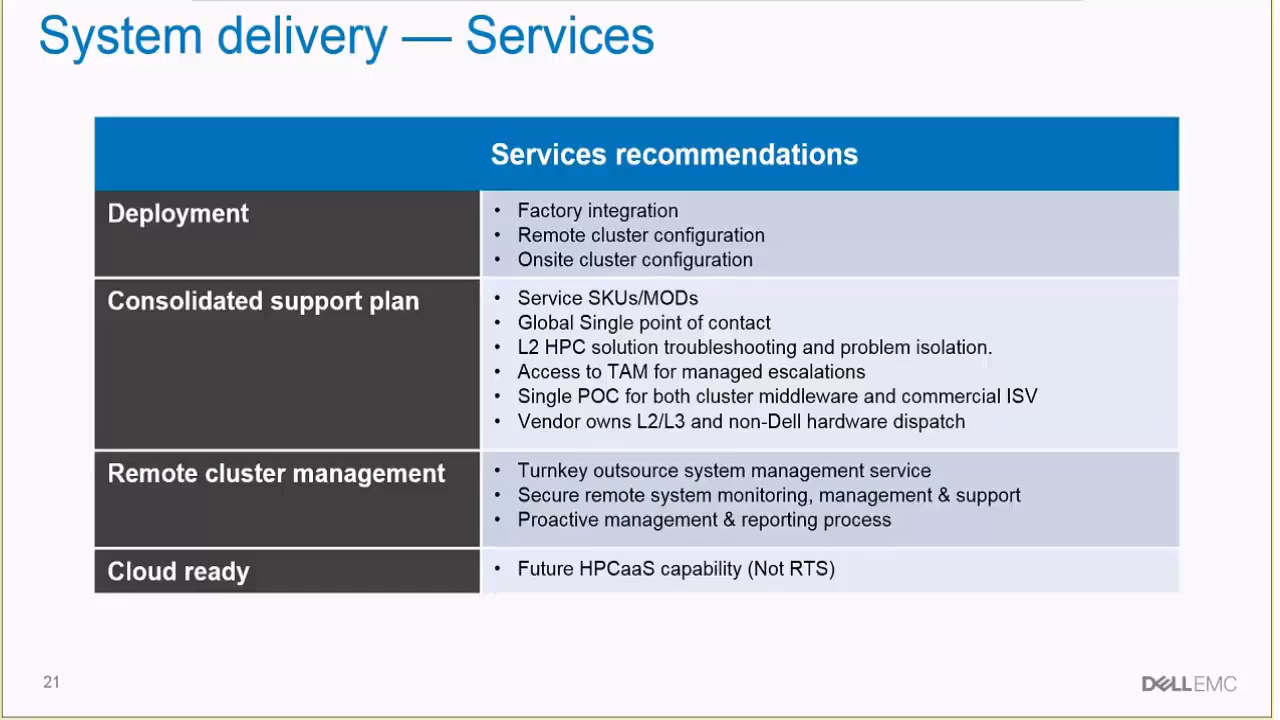 System delivery — Services
Services recommendations
Deployment
• Factory integration
• Remote cluster configuration
• Onsite cluster configuration
Consolidated support plan
• Service SKUs/MODs
• Global Single point of contact
• L2 HPC solution troubleshooting and problem isolation.
• Access to TAM for managed escalations
• Single POC for both cluster middleware and commercial ISV
• Vendor owns L2/L3 and non-Dell hardware dispatch
Remote cluster management
• Turnkey outsource system management service
• Secure remote system monitoring, management & support
• Proactive management & reporting process
Cloud ready
• Future HPCaaS capability (Not RTS)
21
DELLEMC